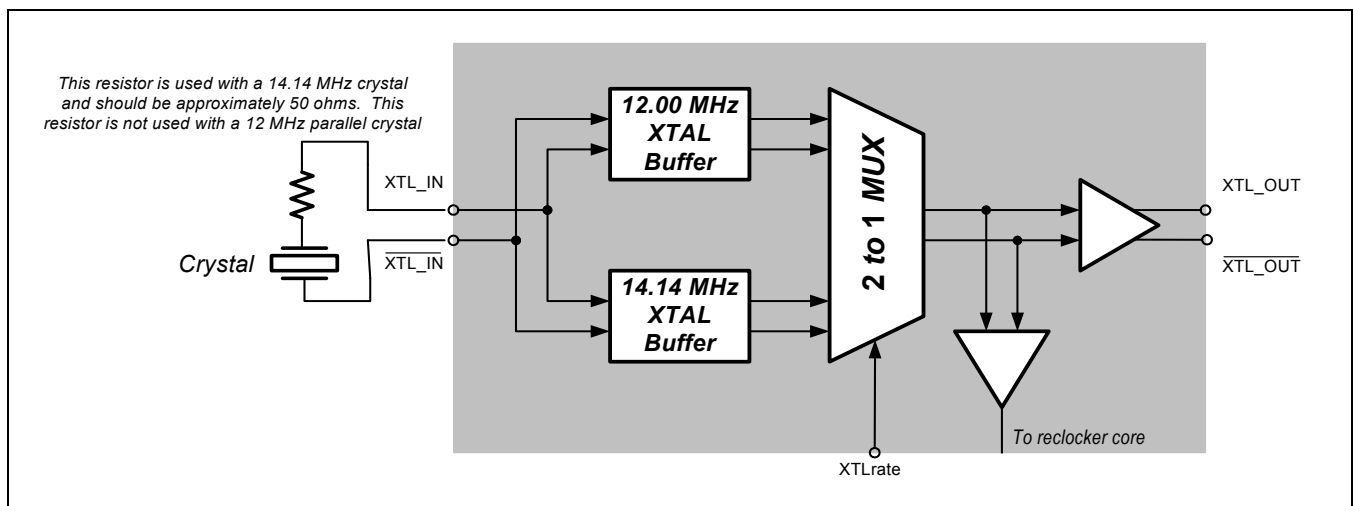 This resistor is used with a 14.14 MHz crystal
and should be approximately 50 ohms. This
resistor is not used with a 12 MHz parallel crystal
XTL_IN
XTL_IN
Crystal
12.00 MHz
XTAL
Buffer
14.14 MHz
XTAL
Buffer
2 to 1 MUX
XTL_OUT
XTL_OUT
To reclocker core
XTLrate